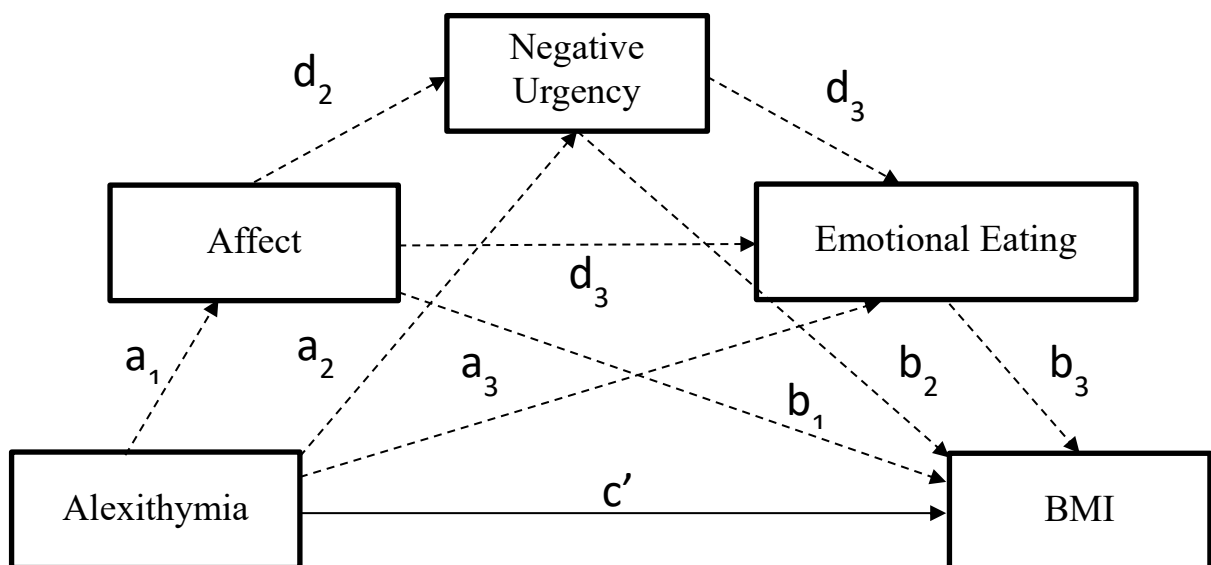 Negative
Urgency
d₂
d₃
Affect
Emotional Eating
d₃
a₁
a₂
a₃
b₁
b₂
b₃
Alexithymia
c’
BMI